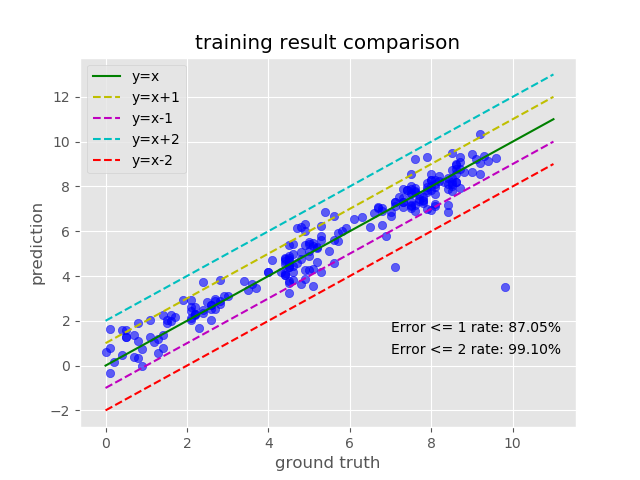 training result comparison
y=x
y=x+1
y=x-1
y=x+2
y=x-2
12
10
8
6
4
2
0
−2
prediction
Error <= 1 rate: 87.05%
Error <= 2 rate: 99.10%
0 2 4 6 8 10
ground truth